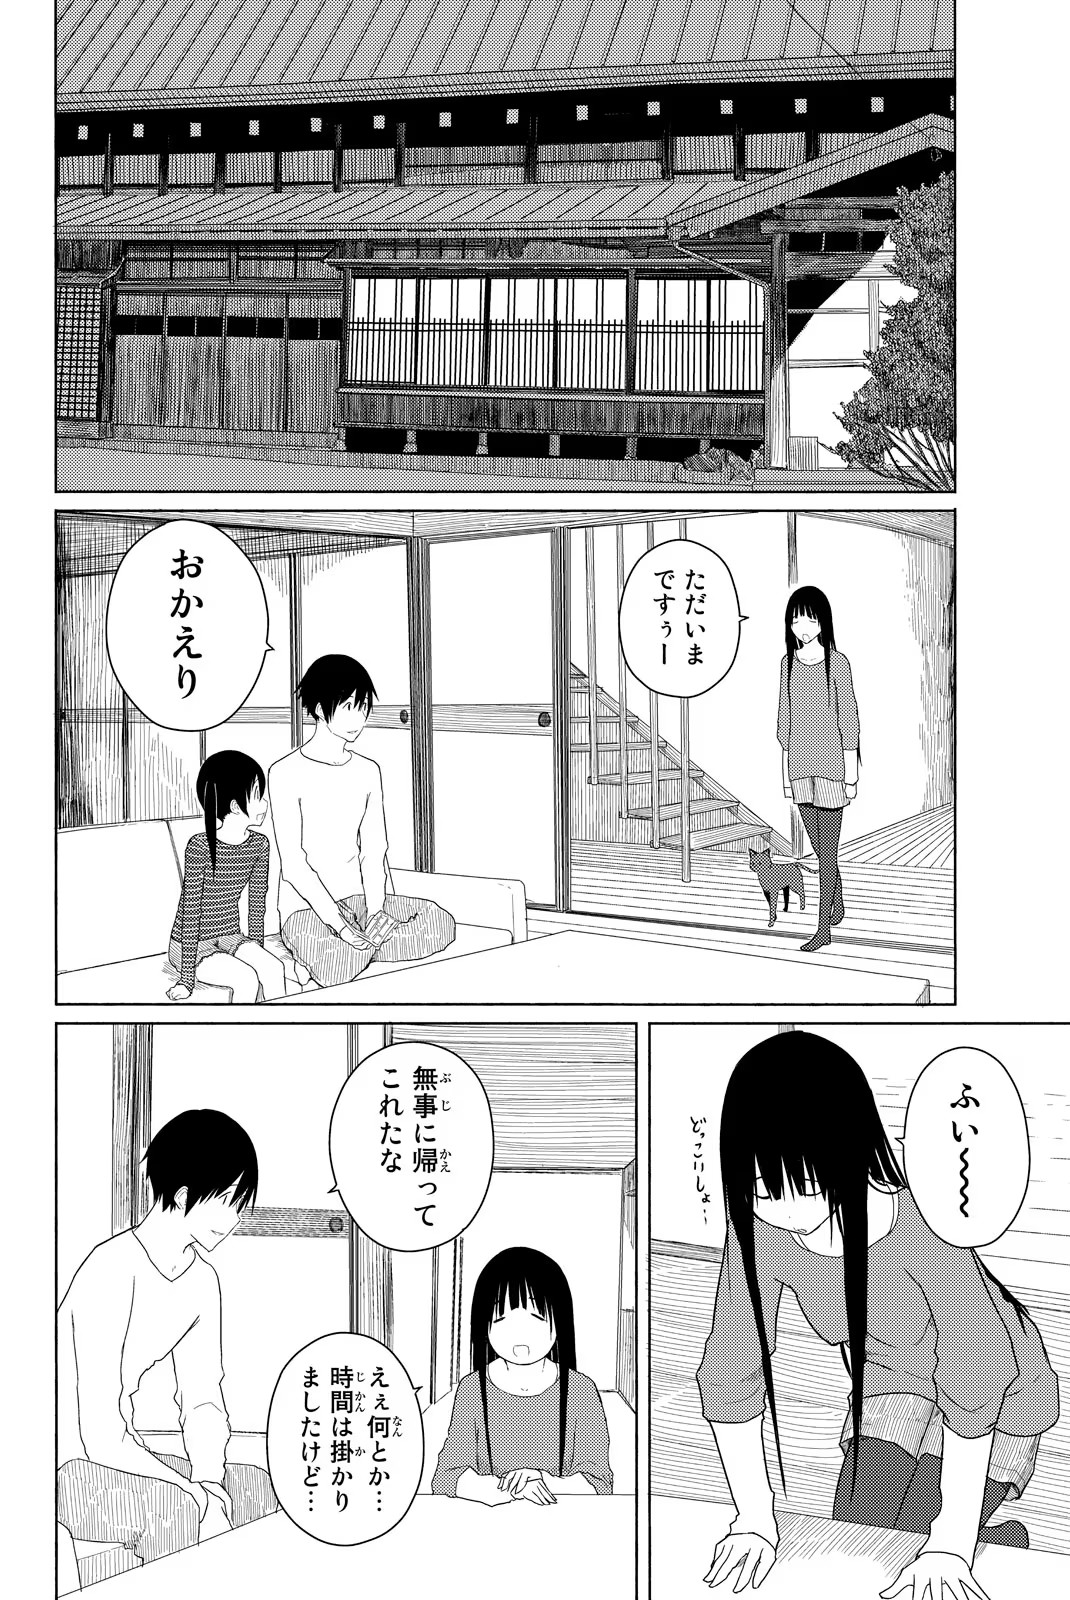 ただいま
ですぅー
おかえり
ふい〜〜
どっこいしょ〜
無事に帰って
これたな
えぇ何とか…
時間は掛かり
ましたけど…